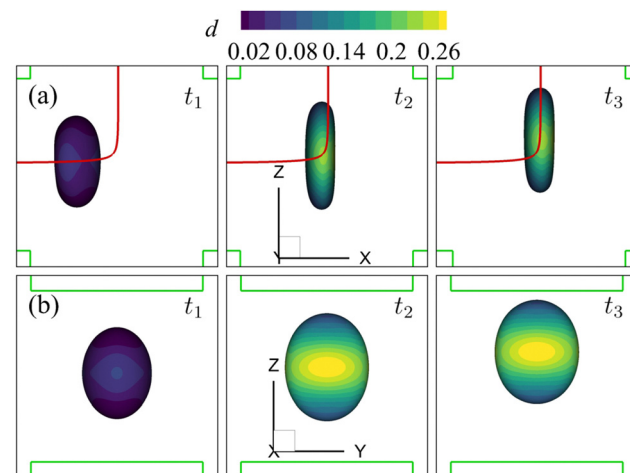 d
0.02 0.08 0.14 0.2 0.26
(a) t₁ t₂ t₃
Z
Y X
(b) t₁ t₂ t₃
Z
X Y